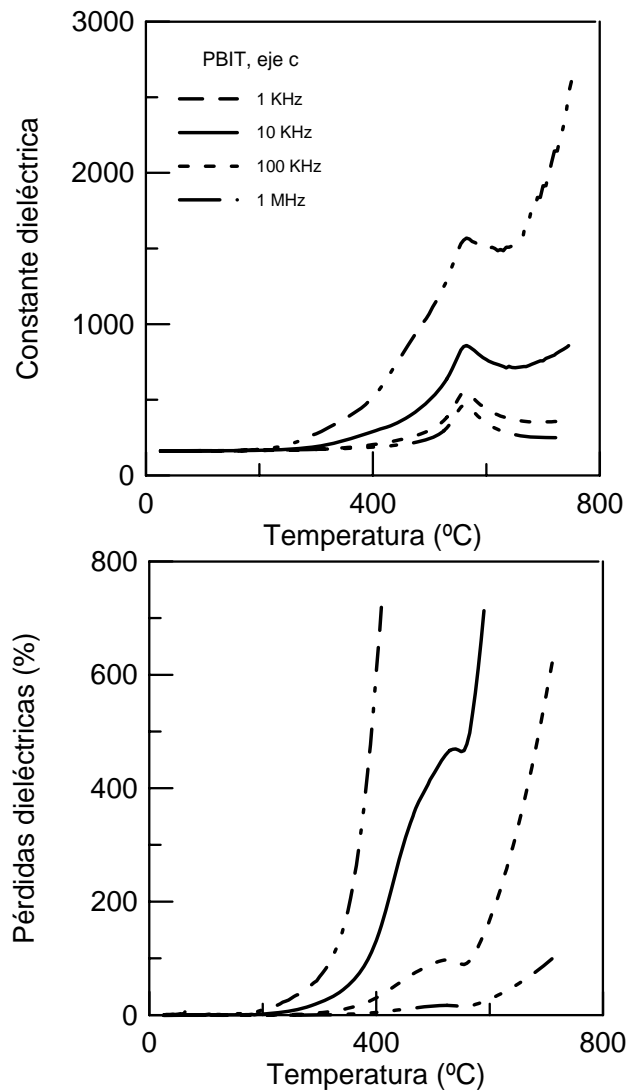 3000
2000
1000
0
Constante dieléctrica
PBIT, eje c
1 KHz
10 KHz
100 KHz
1 MHz
0
400
800
Temperatura (ºC)
800
600
400
200
0
Pérdidas dieléctricas (%)
0
400
800
Temperatura (ºC)